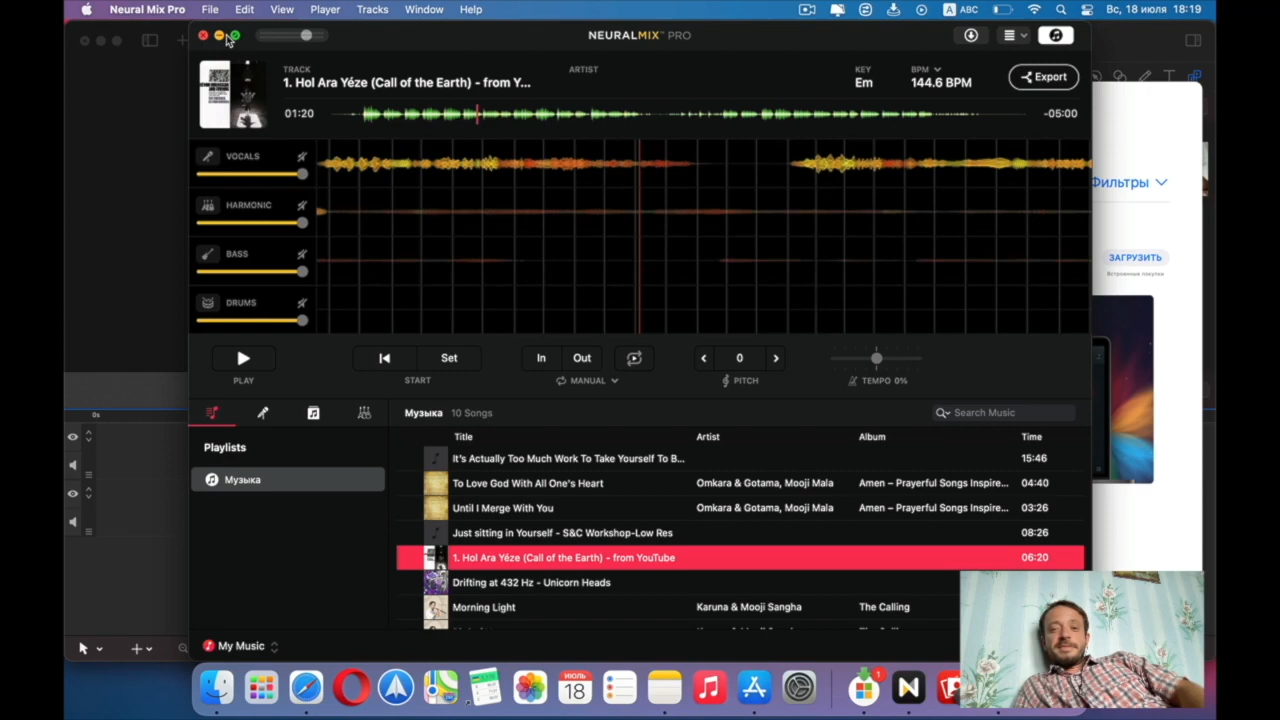 Neural Mix Pro File Edit View Player Tracks Window Help A ABC Вс, 18 июля 18:19
NEURALMIX PRO
TRACK ARTIST KEY BPM
1. Hol Ara Yéze (Call of the Earth) - from Y... Em 144.6 BPM Export
01:20 -05:00
VOCALS
Фильтры
HARMONIC
BASS ЗАГРУЗИТЬ
Встроенные покупки
DRUMS
Set In Out 0
PLAY START MANUAL PITCH TEMPO 0%
0s Музыка 10 Songs Search Music
Title Artist Album Time
Playlists
It's Actually Too Much Work To Take Yourself To B... 15:46
Музыка To Love God With All One's Heart Omkara & Gotama, Mooji Mala Amen – Prayerful Songs Inspire... 04:40
Until I Merge With You Omkara & Gotama, Mooji Mala Amen – Prayerful Songs Inspire... 03:26
Just sitting in Yourself - S&C Workshop-Low Res 08:26
1. Hol Ara Yéze (Call of the Earth) - from YouTube 06:20
Drifting at 432 Hz - Unicorn Heads
Morning Light Karuna & Mooji Sangha The Calling
My Music
ИЮЛЬ
18 1